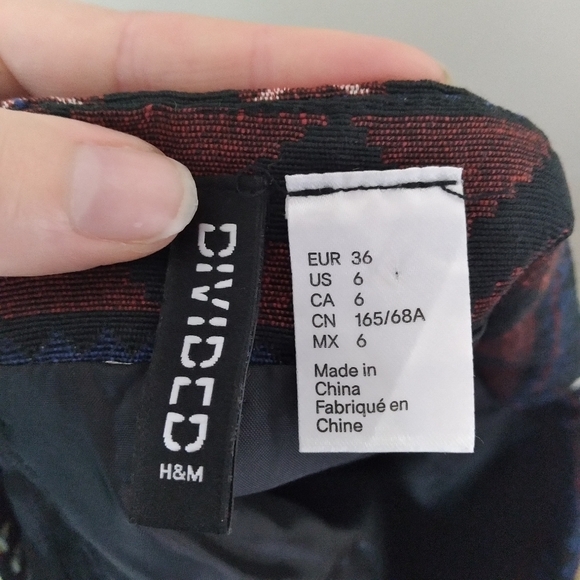 DIVIDED
H&M
EUR 36
US 6
CA 6
CN 165/68A
MX 6
Made in
China
Fabriqué en
Chine